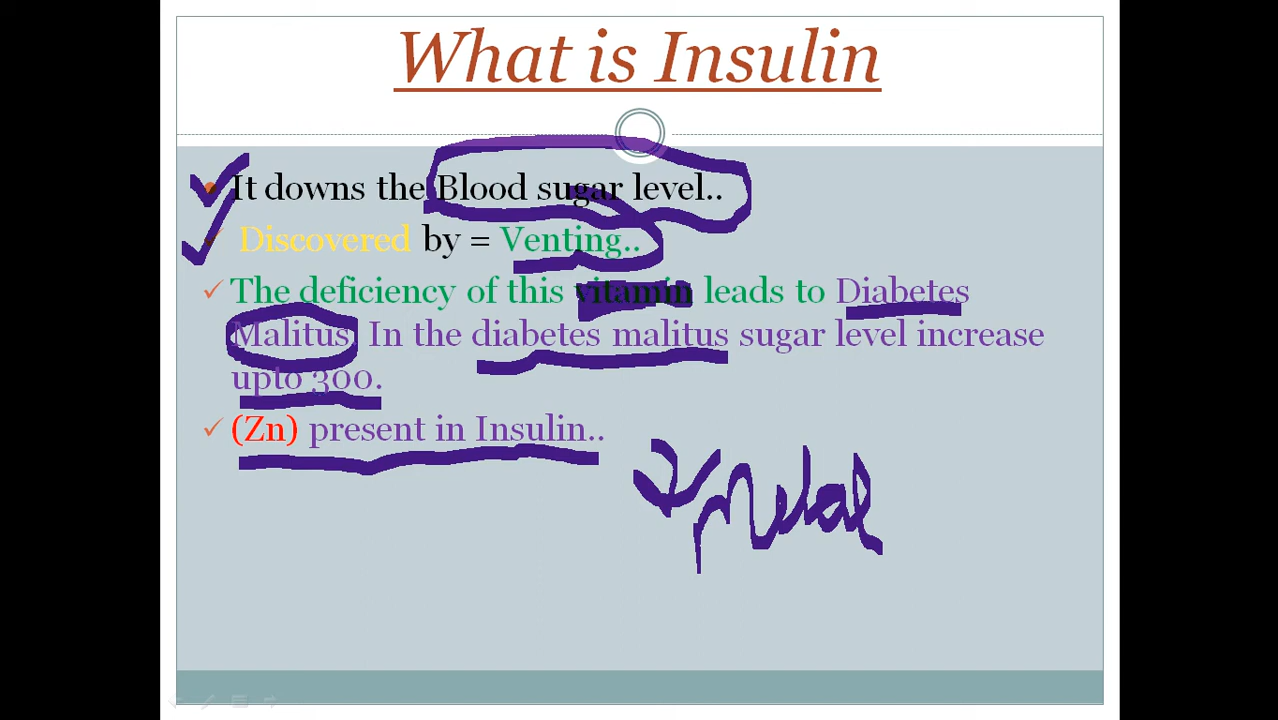 What is Insulin
It downs the Blood sugar level..
Discovered by = Venting..
The deficiency of this vitamin leads to Diabetes
Malitus. In the diabetes malitus sugar level increase
upto 300.
(Zn) present in Insulin..
Metal